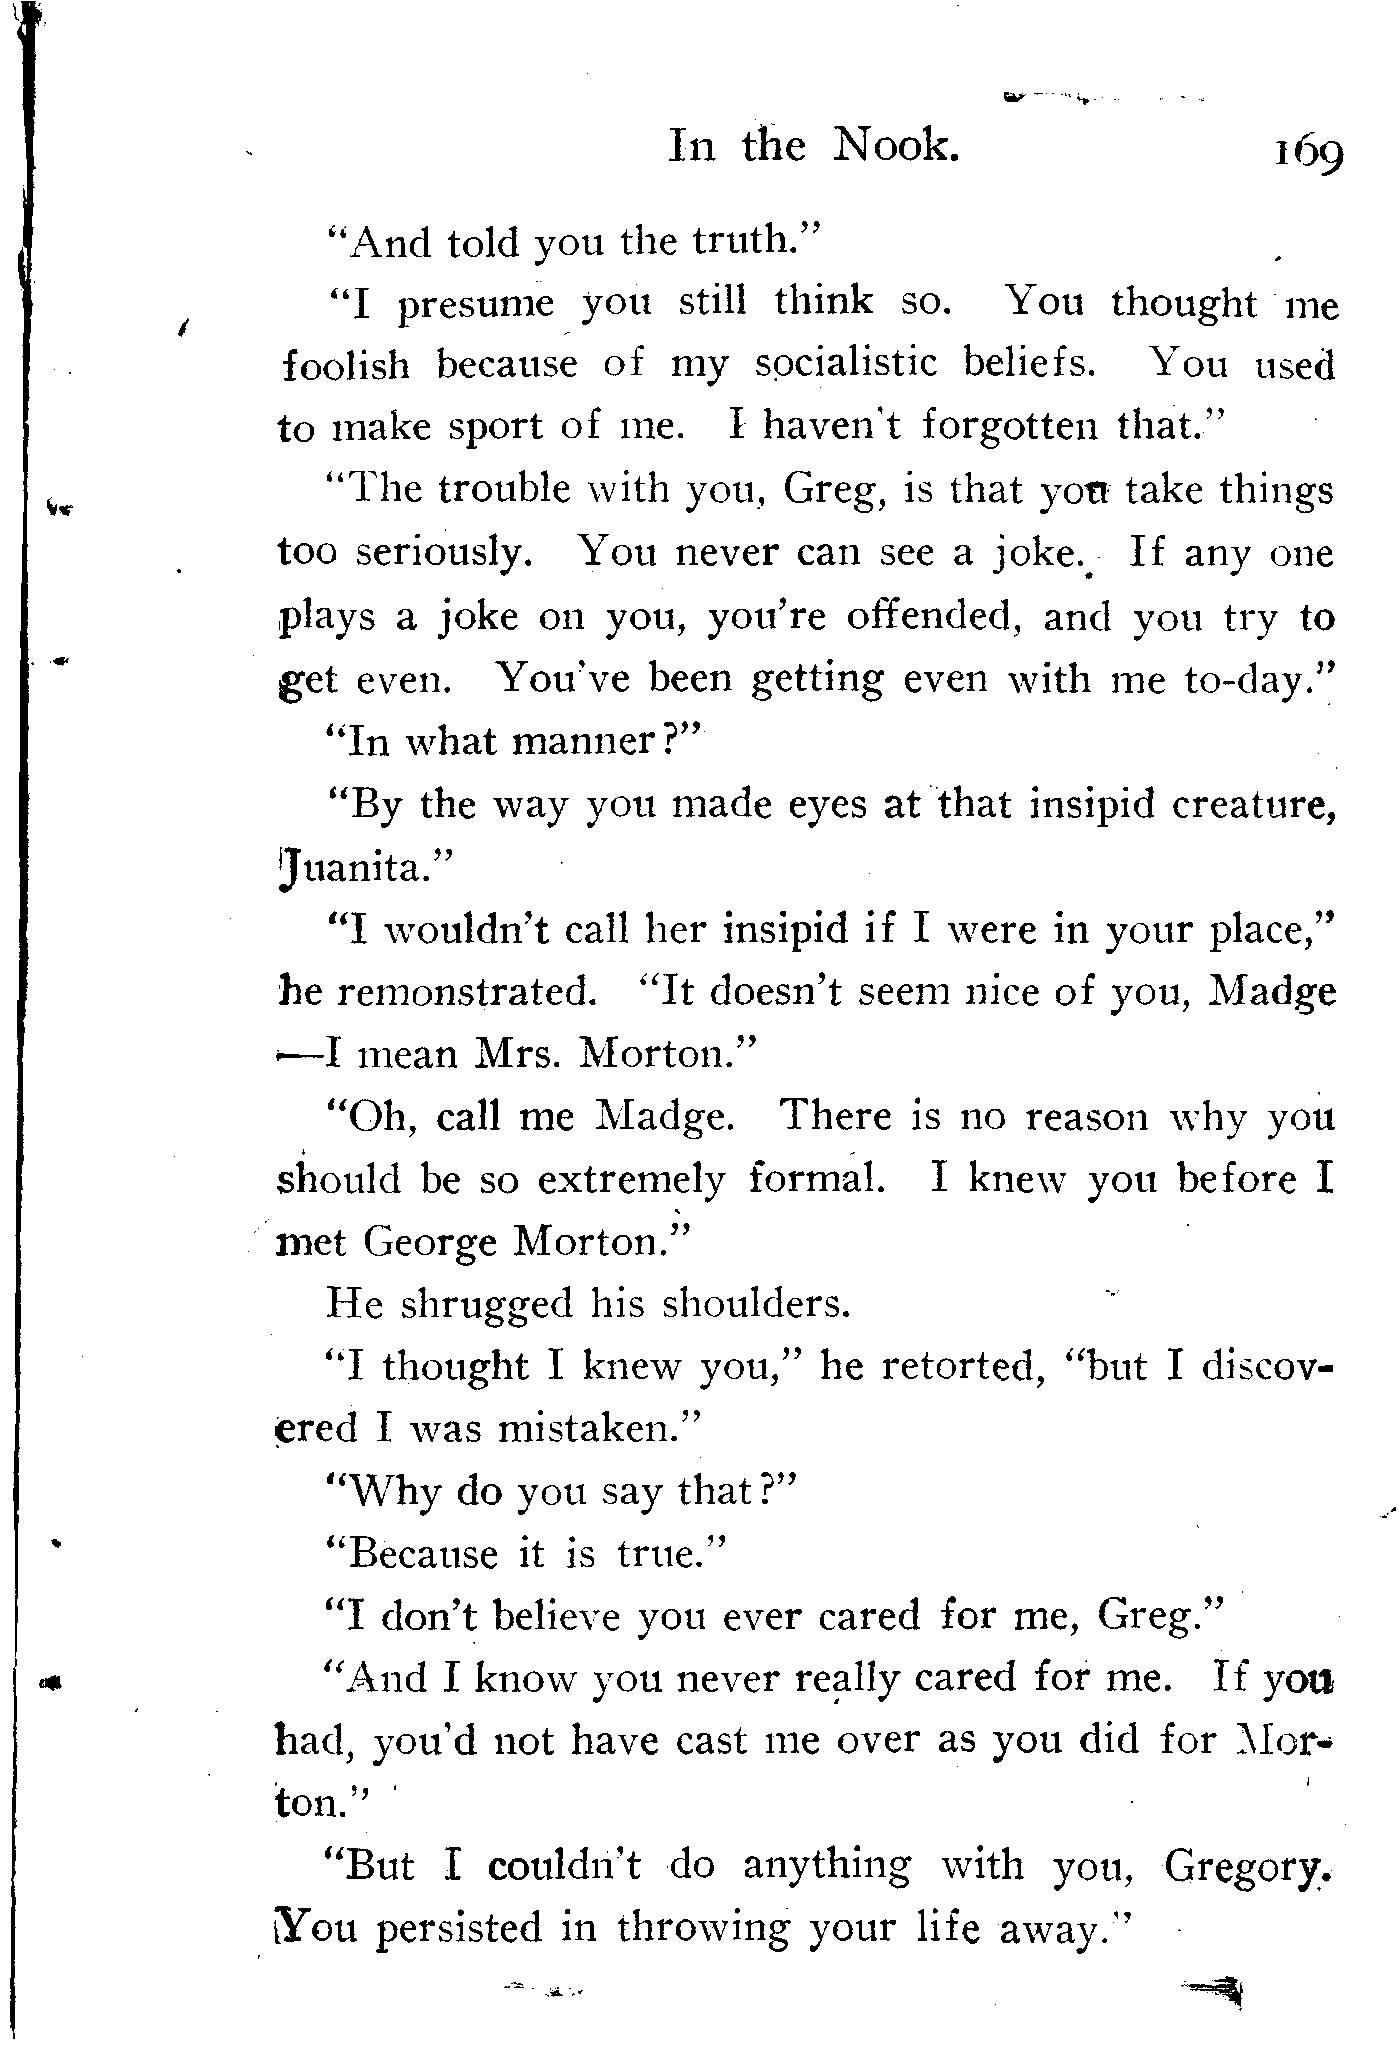 In the Nook. 169
“And told you the truth.”
“I presume you still think so. You thought me
foolish because of my socialistic beliefs. You used
to make sport of me. I haven't forgotten that.”
“The trouble with you, Greg, is that you take things
too seriously. You never can see a joke. If any one
plays a joke on you, you're offended, and you try to
get even. You've been getting even with me to-day.”
“In what manner?”
“By the way you made eyes at that insipid creature,
Juanita.”
“I wouldn't call her insipid if I were in your place,”
he remonstrated. “It doesn't seem nice of you, Madge
—I mean Mrs. Morton.”
“Oh, call me Madge. There is no reason why you
should be so extremely formal. I knew you before I
met George Morton.”
He shrugged his shoulders.
“I thought I knew you,” he retorted, “but I discov-
ered I was mistaken.”
“Why do you say that?”
“Because it is true.”
“I don't believe you ever cared for me, Greg.”
“And I know you never really cared for me. If you
had, you'd not have cast me over as you did for Mor-
ton.”
“But I couldn't do anything with you, Gregory.
You persisted in throwing your life away.”